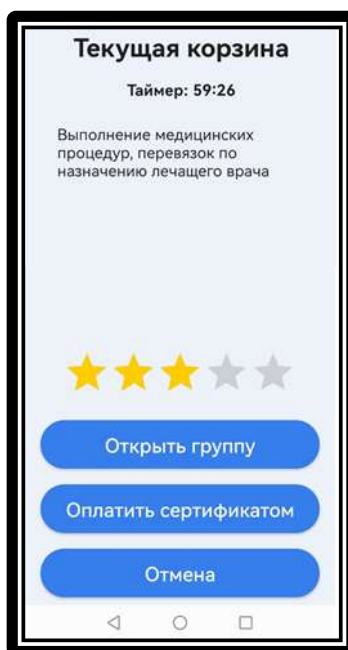 Текущая корзина
Таймер: 59:26
Выполнение медицинских
процедур, перевязок по
назначению лечащего врача
Открыть группу
Оплатить сертификатом
Отмена